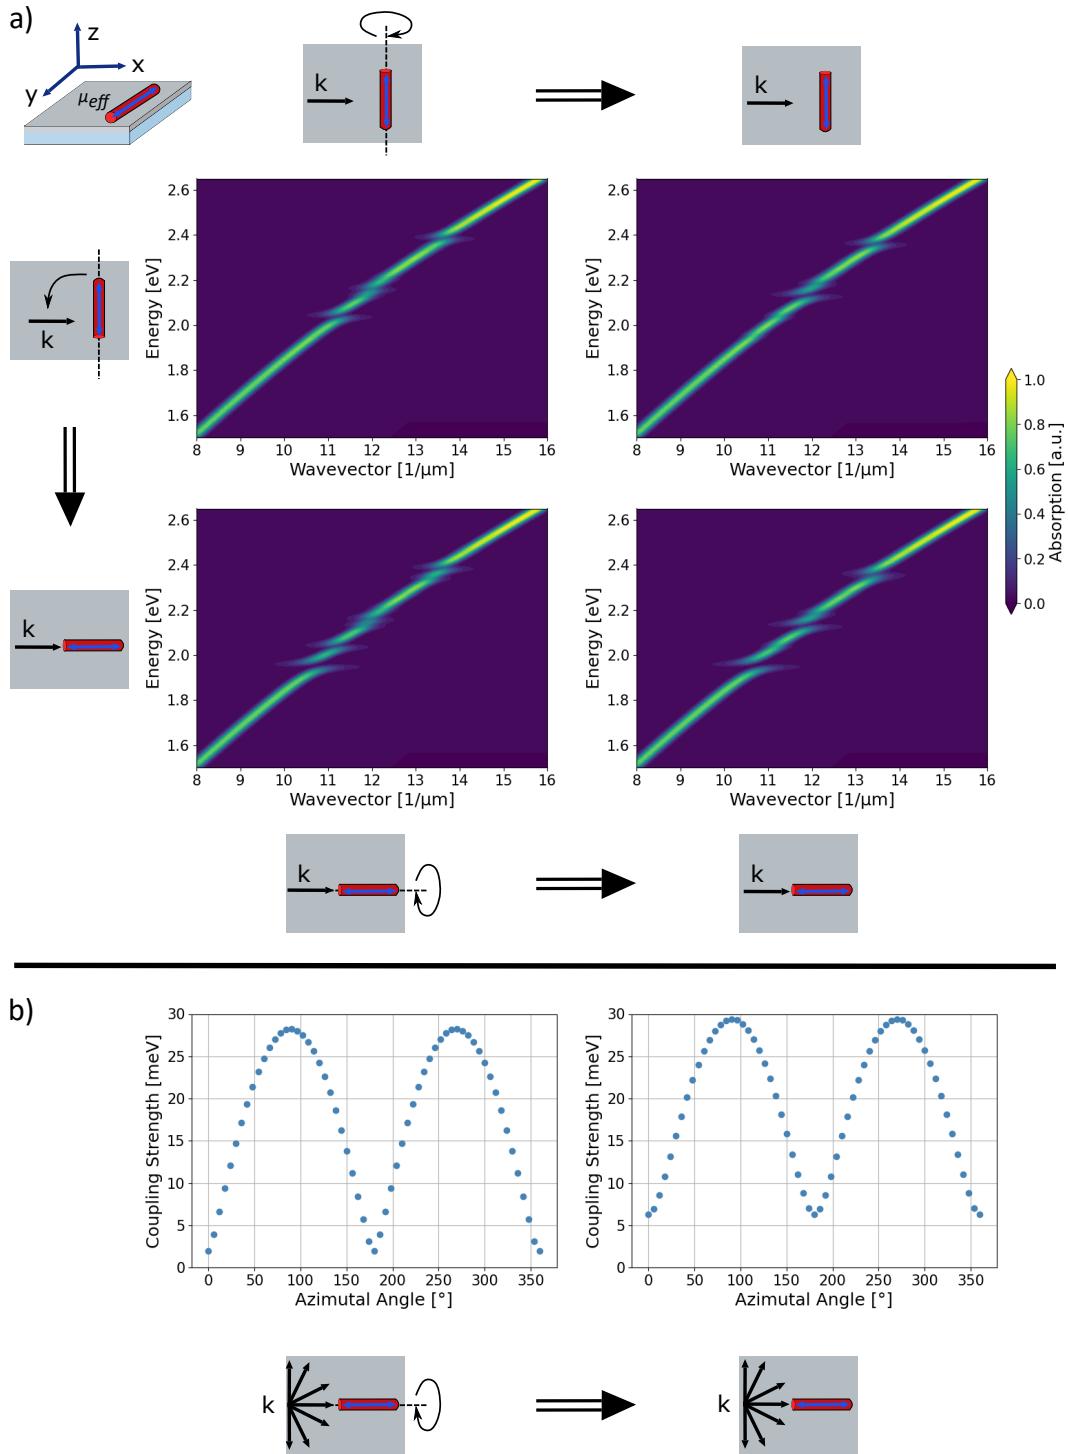 a)
z
x
y
μeff
k
k
2.6
2.4
2.2
2.0
1.8
1.6
Energy [eV]
8 9 10 11 12 13 14 15 16
Wavevector [1/μm]
2.6
2.4
2.2
2.0
1.8
1.6
Energy [eV]
8 9 10 11 12 13 14 15 16
Wavevector [1/μm]
k
1.0
0.8
0.6
0.4
0.2
0.0
Absorption [a.u.]
k
2.6
2.4
2.2
2.0
1.8
1.6
Energy [eV]
8 9 10 11 12 13 14 15 16
Wavevector [1/μm]
2.6
2.4
2.2
2.0
1.8
1.6
Energy [eV]
8 9 10 11 12 13 14 15 16
Wavevector [1/μm]
k
k
b)
30
25
20
15
10
5
0
Coupling Strength [meV]
0 50 100 150 200 250 300 350
Azimutal Angle [°]
30
25
20
15
10
5
0
Coupling Strength [meV]
0 50 100 150 200 250 300 350
Azimutal Angle [°]
k
k